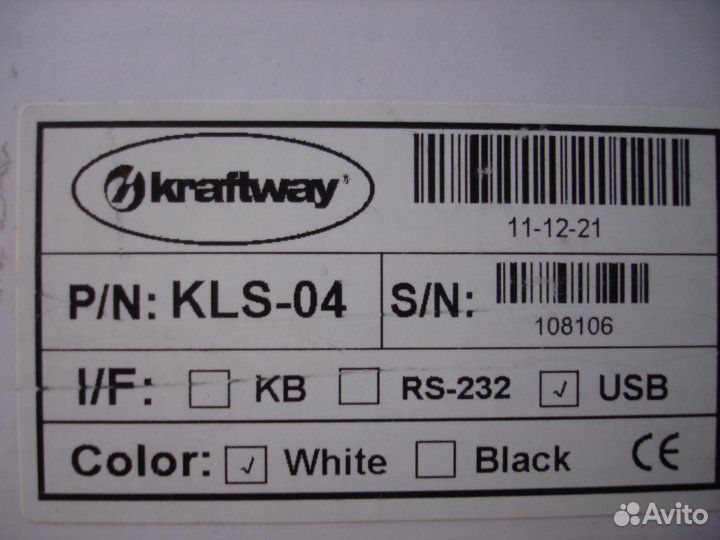 kraftway*
11-12-21
P/N: KLS-04
S/N: 108106
I/F: KB RS-232 √ USB
Color: √ White Black CE
Avito